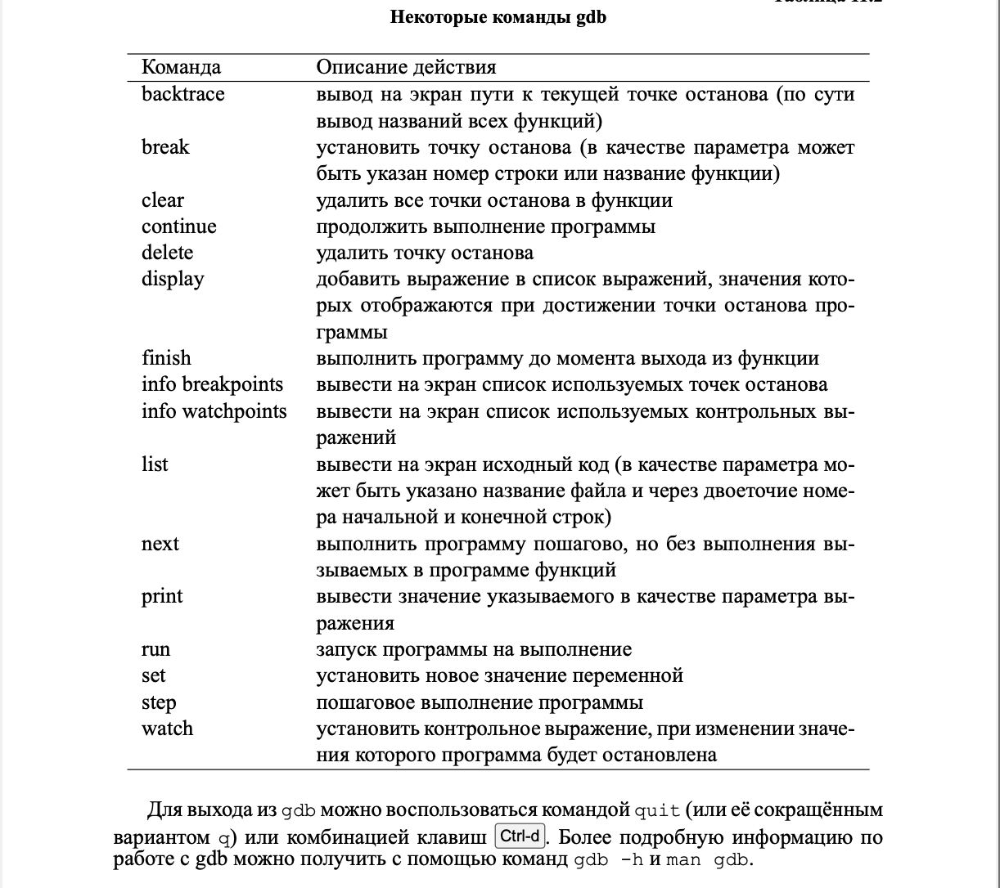 Таблица 11.2
Некоторые команды gdb
Команда Описание действия
backtrace вывод на экран пути к текущей точке останова (по сути
вывод названий всех функций)
break установить точку останова (в качестве параметра может
быть указан номер строки или название функции)
clear удалить все точки останова в функции
continue продолжить выполнение программы
delete удалить точку останова
display добавить выражение в список выражений, значения кото-
рых отображаются при достижении точки останова про-
граммы
finish выполнить программу до момента выхода из функции
info breakpoints вывести на экран список используемых точек останова
info watchpoints вывести на экран список используемых контрольных вы-
ражений
list вывести на экран исходный код (в качестве параметра мо-
жет быть указано название файла и через двоеточие номе-
ра начальной и конечной строк)
next выполнить программу пошагово, но без выполнения вы-
зываемых в программе функций
print вывести значение указываемого в качестве параметра вы-
ражения
run запуск программы на выполнение
set установить новое значение переменной
step пошаговое выполнение программы
watch установить контрольное выражение, при изменении значе-
ния которого программа будет остановлена
Для выхода из gdb можно воспользоваться командой quit (или её сокращённым
вариантом q) или комбинацией клавиш Ctrl-d. Более подробную информацию по
работе с gdb можно получить с помощью команд gdb -h и man gdb.